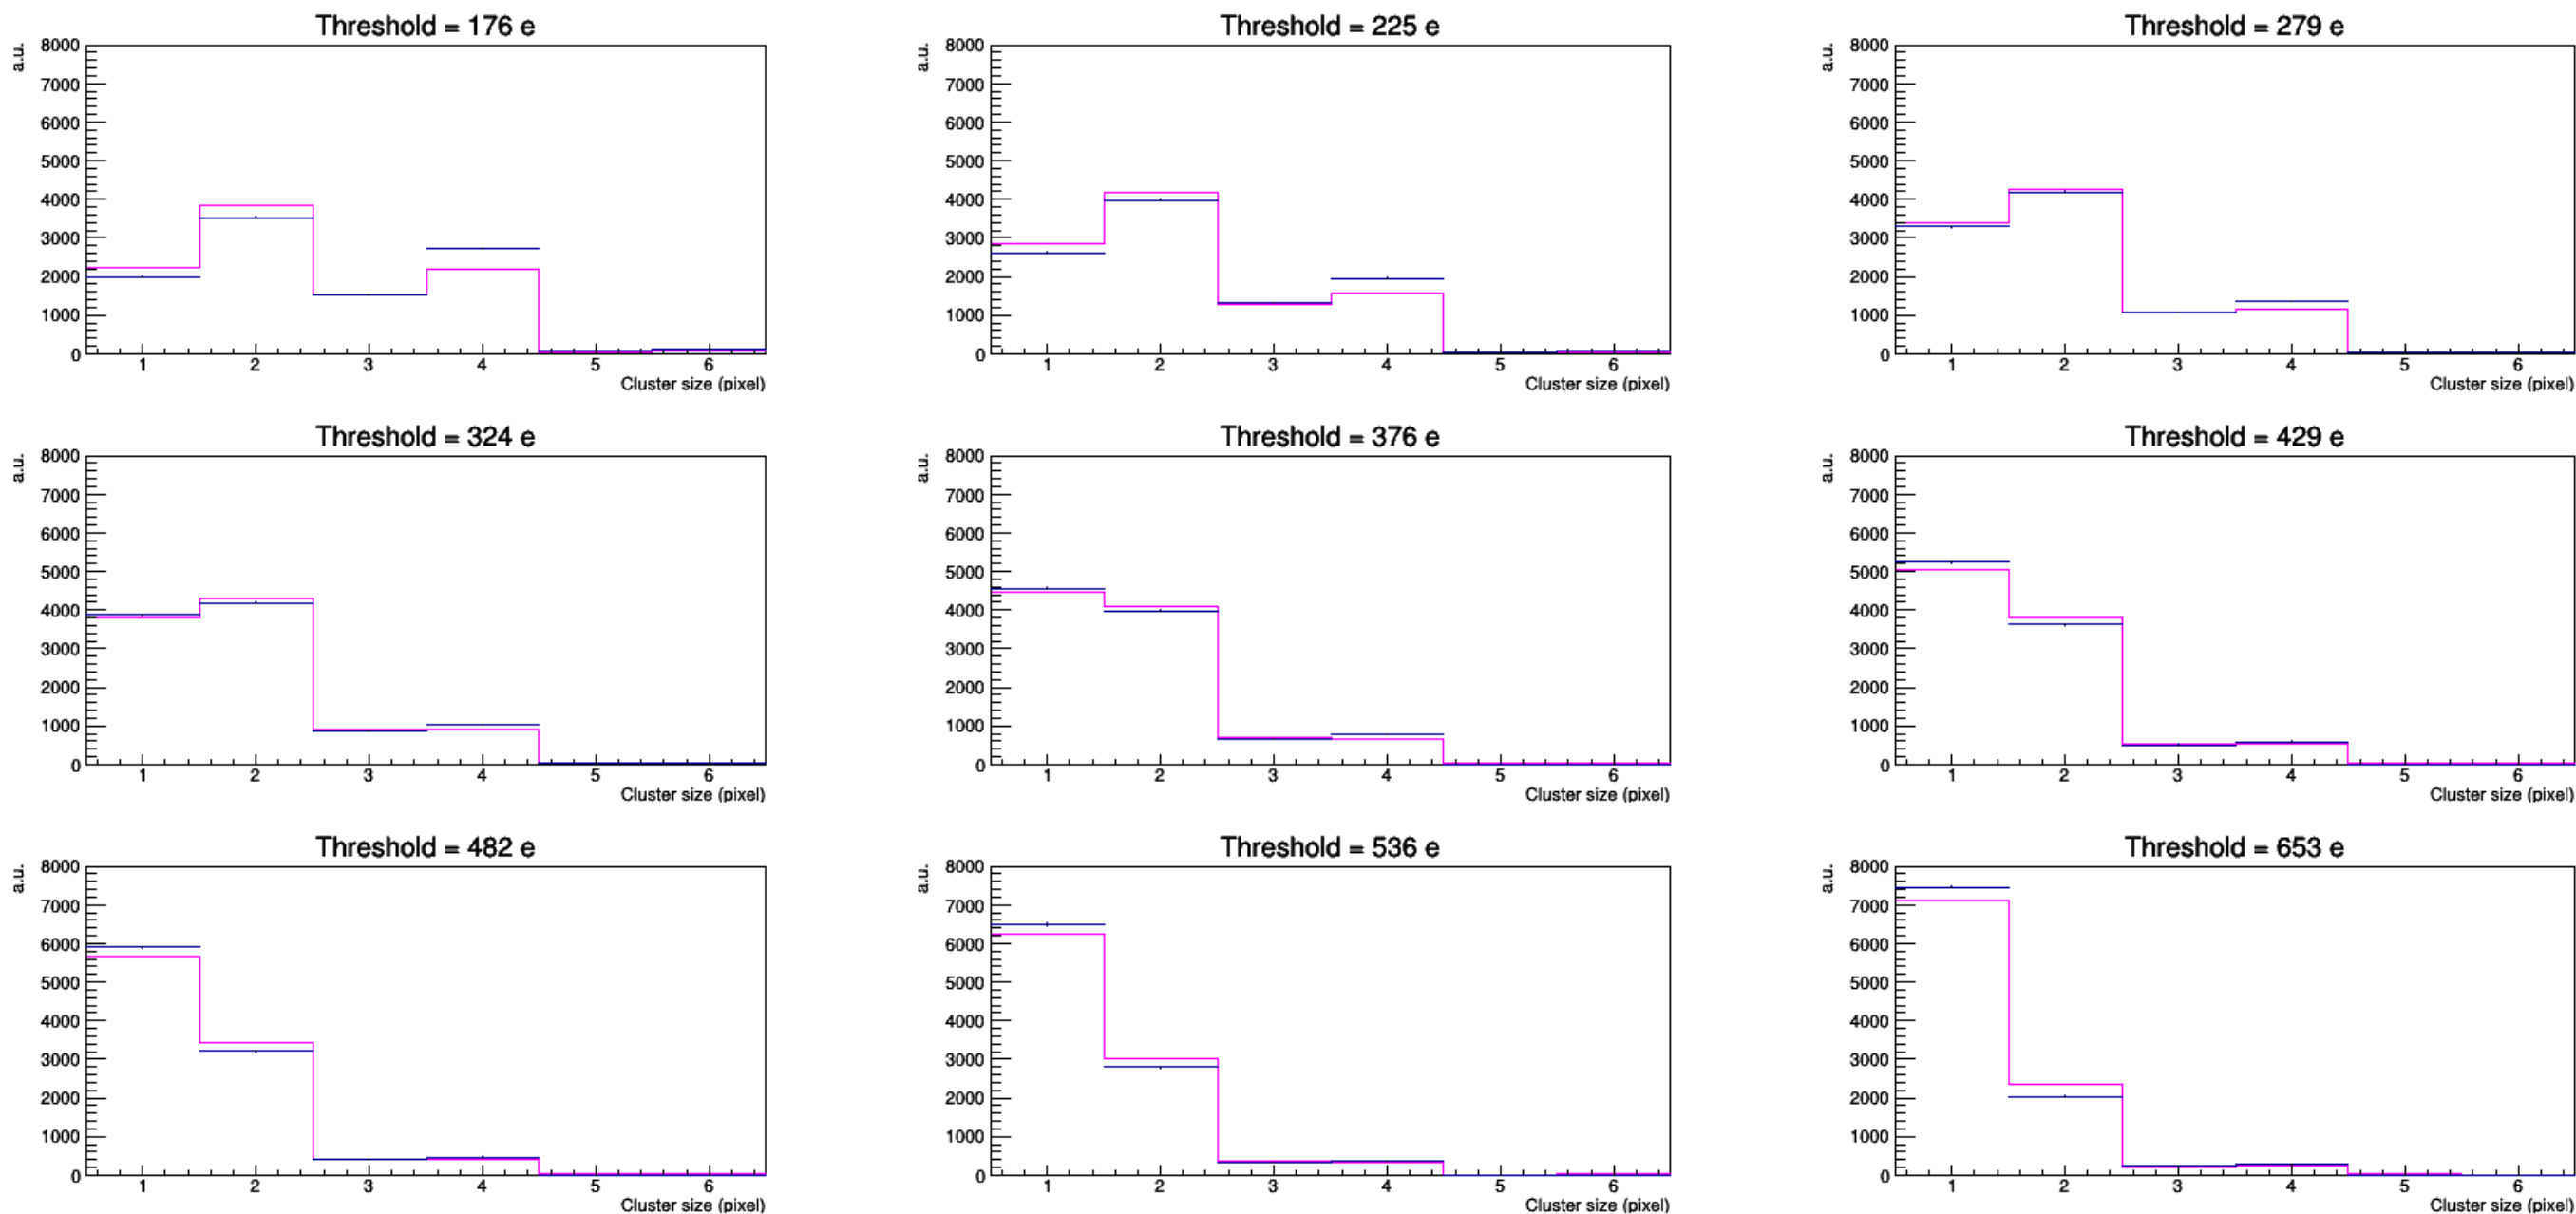 Threshold = 176 e
a.u.
8000
7000
6000
5000
4000
3000
2000
1000
0
1 2 3 4 5 6
Cluster size (pixel)
Threshold = 225 e
a.u.
8000
7000
6000
5000
4000
3000
2000
1000
0
1 2 3 4 5 6
Cluster size (pixel)
Threshold = 279 e
a.u.
8000
7000
6000
5000
4000
3000
2000
1000
0
1 2 3 4 5 6
Cluster size (pixel)
Threshold = 324 e
a.u.
8000
7000
6000
5000
4000
3000
2000
1000
0
1 2 3 4 5 6
Cluster size (pixel)
Threshold = 376 e
a.u.
8000
7000
6000
5000
4000
3000
2000
1000
0
1 2 3 4 5 6
Cluster size (pixel)
Threshold = 429 e
a.u.
8000
7000
6000
5000
4000
3000
2000
1000
0
1 2 3 4 5 6
Cluster size (pixel)
Threshold = 482 e
a.u.
8000
7000
6000
5000
4000
3000
2000
1000
0
1 2 3 4 5 6
Cluster size (pixel)
Threshold = 536 e
a.u.
8000
7000
6000
5000
4000
3000
2000
1000
0
1 2 3 4 5 6
Cluster size (pixel)
Threshold = 653 e
a.u.
8000
7000
6000
5000
4000
3000
2000
1000
0
1 2 3 4 5 6
Cluster size (pixel)